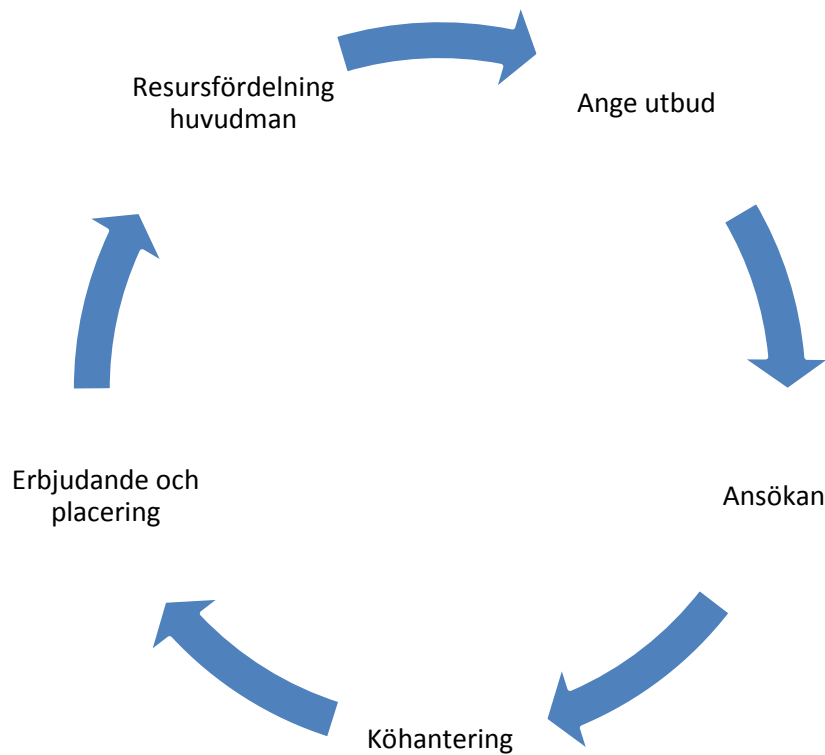 Resursfördelning
huvudman
Ange utbud
Ansökan
Köhantering
Erbjudande och
placering